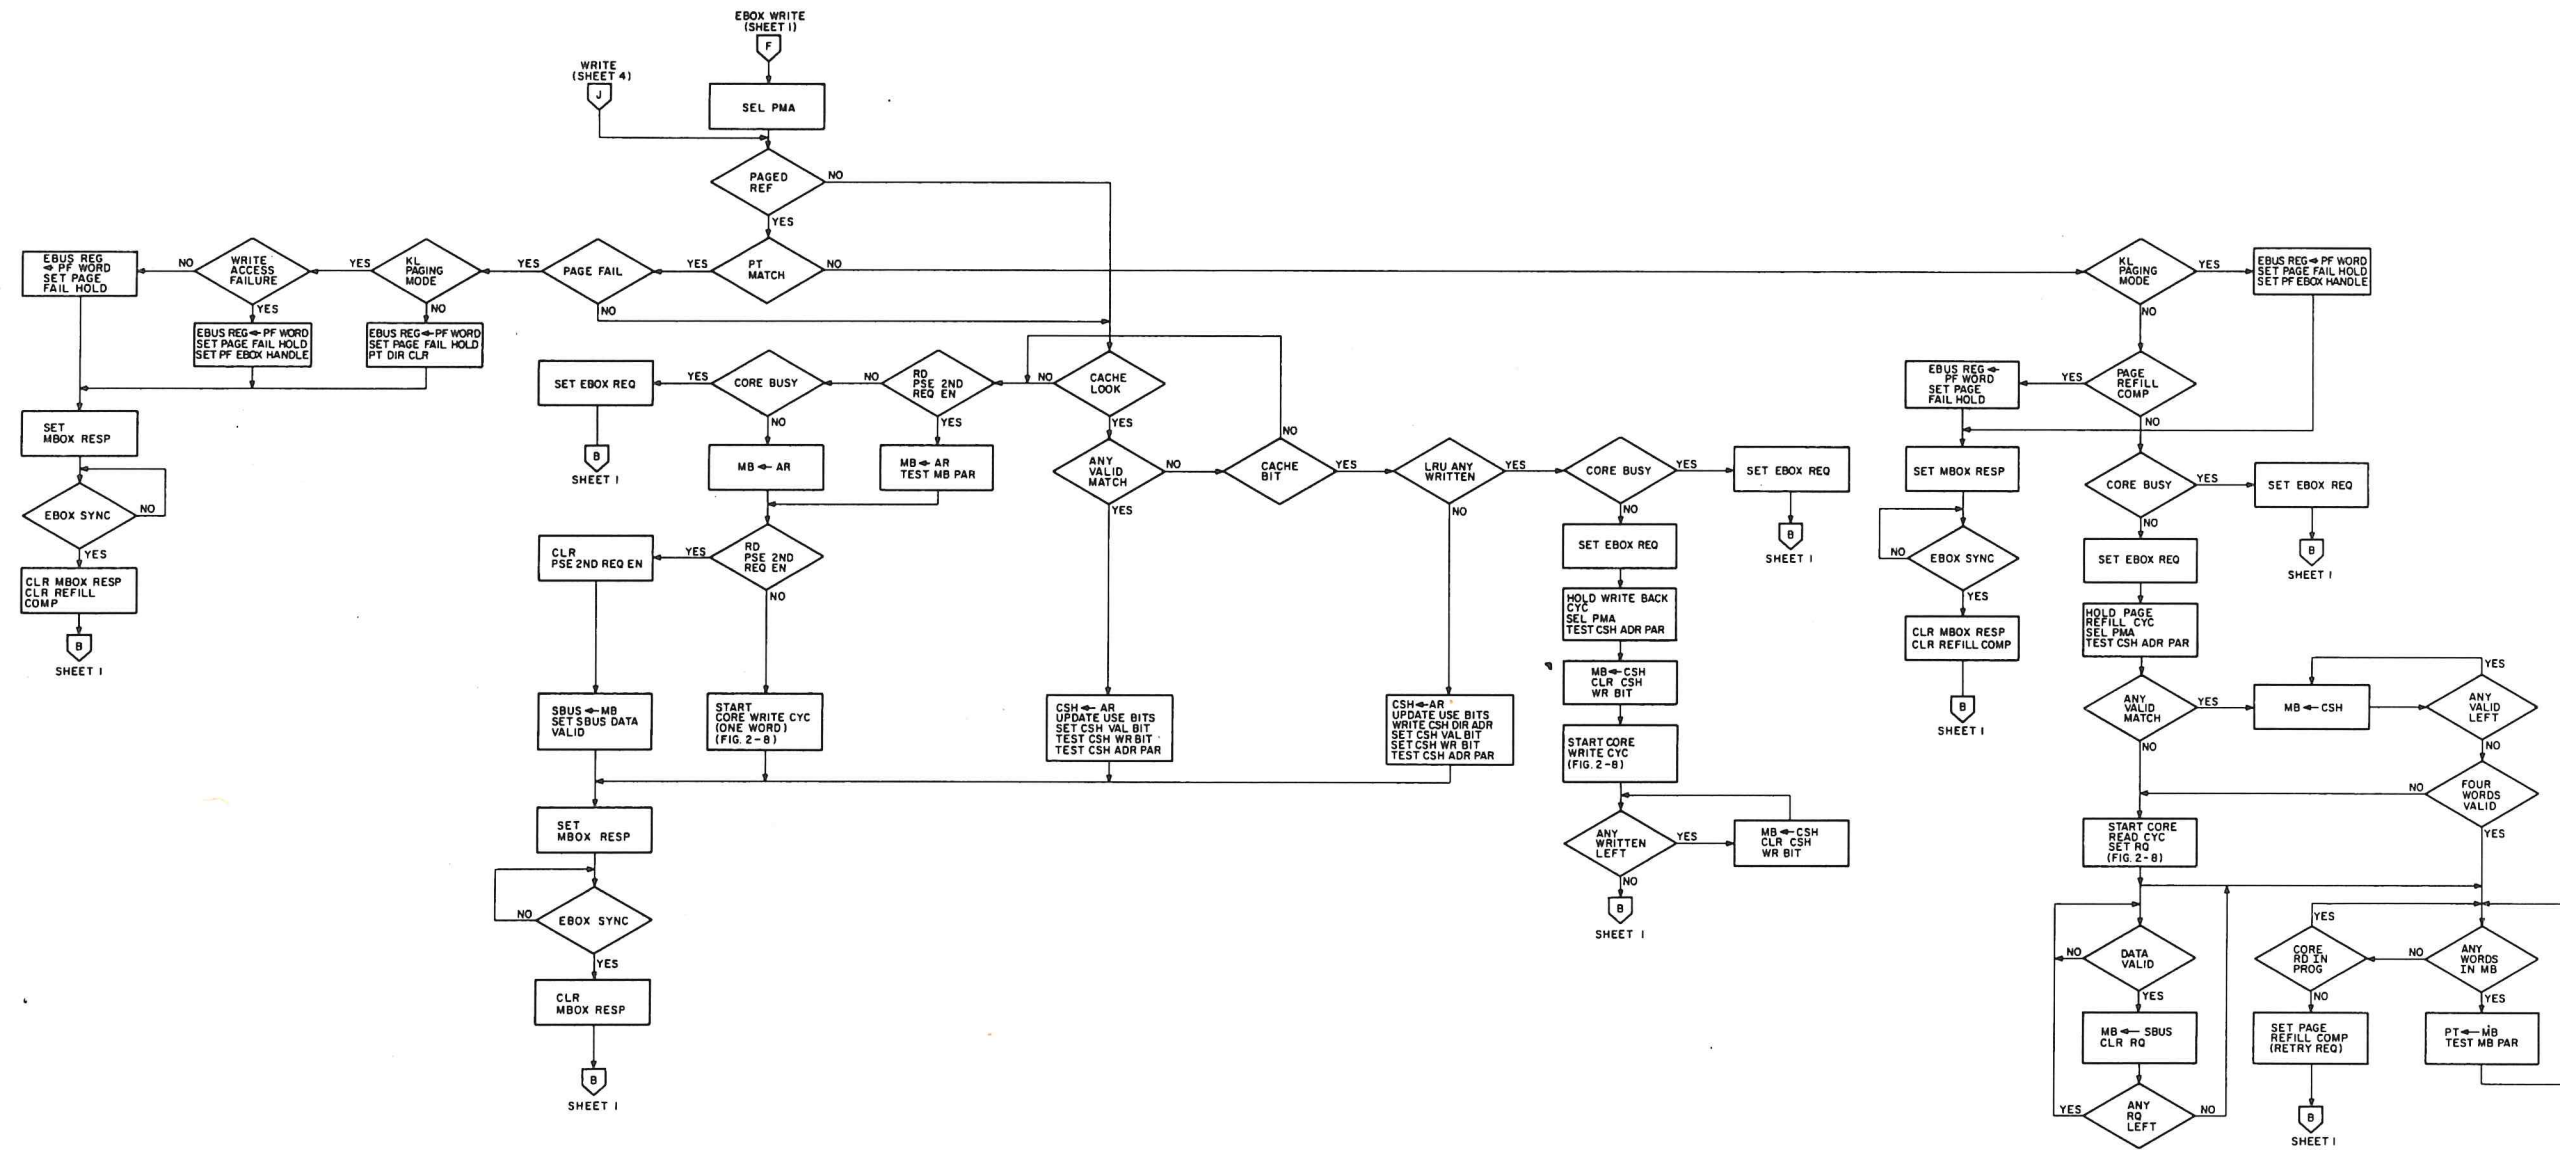 EBOX WRITE
(SHEET 1)
F
WRITE
(SHEET 4)
J
SEL PMA
PAGED
REF
NO
YES
EBUS REG
← PF WORD
SET PAGE
FAIL HOLD
NO
WRITE
ACCESS
FAILURE
YES
YES
KL
PAGING
MODE
NO
YES
PAGE FAIL
NO
YES
PT
MATCH
NO
KL
PAGING
MODE
YES
NO
EBUS REG ← PF WORD
SET PAGE FAIL HOLD
SET PF EBOX HANDLE
EBUS REG ← PF WORD
SET PAGE FAIL HOLD
SET PF EBOX HANDLE
EBUS REG ← PF WORD
SET PAGE FAIL HOLD
PT DIR CLR
SET EBOX REQ
YES
CORE BUSY
NO
NO
RD
PSE 2ND
REQ EN
YES
NO
CACHE
LOOK
YES
EBUS REG ←
PF WORD
SET PAGE
FAIL HOLD
YES
PAGE
REFILL
COMP
NO
SET
MBOX RESP
B
SHEET 1
MB ← AR
MB ← AR
TEST MB PAR
ANY
VALID
MATCH
NO
YES
CACHE
BIT
NO
YES
LRU ANY
WRITTEN
YES
NO
CORE BUSY
YES
NO
SET EBOX REQ
B
SHEET 1
SET MBOX RESP
CORE BUSY
YES
NO
SET EBOX REQ
B
SHEET 1
EBOX SYNC
NO
YES
CLR MBOX RESP
CLR REFILL
COMP
B
SHEET 1
CLR
PSE 2ND REQ EN
YES
RD
PSE 2ND
REQ EN
NO
SET EBOX REQ
HOLD WRITE BACK
CYC
SEL PMA
TEST CSH ADR PAR
MB ← CSH
CLR CSH
WR BIT
START CORE
WRITE CYC
(FIG. 2-8)
NO
EBOX SYNC
YES
CLR MBOX RESP
CLR REFILL COMP
B
SHEET 1
SET EBOX REQ
HOLD PAGE
REFILL CYC
SEL PMA
TEST CSH ADR PAR
ANY
VALID
MATCH
YES
NO
MB ← CSH
YES
ANY
VALID
LEFT
NO
SBUS ← MB
SET SBUS DATA
VALID
START
CORE WRITE CYC
(ONE WORD)
(FIG. 2-8)
CSH ← AR
UPDATE USE BITS
SET CSH VAL BIT
TEST CSH WR BIT
TEST CSH ADR PAR
CSH ← AR
UPDATE USE BITS
WRITE CSH DIR ADR
SET CSH VAL BIT
SET CSH WR BIT
TEST CSH ADR PAR
NO
FOUR
WORDS
VALID
YES
SET
MBOX RESP
ANY
WRITTEN
LEFT
YES
NO
MB ← CSH
CLR CSH
WR BIT
B
SHEET 1
START CORE
READ CYC
SET RQ
(FIG. 2-8)
NO
EBOX SYNC
YES
CLR
MBOX RESP
B
SHEET 1
NO
DATA
VALID
YES
YES
CORE
RD IN
PROG
NO
NO
ANY
WORDS
IN MB
YES
MB ← SBUS
CLR RQ
SET PAGE
REFILL COMP
(RETRY REQ)
PT ← MB
TEST MB PAR
YES
ANY
RQ
LEFT
NO
B
SHEET 1